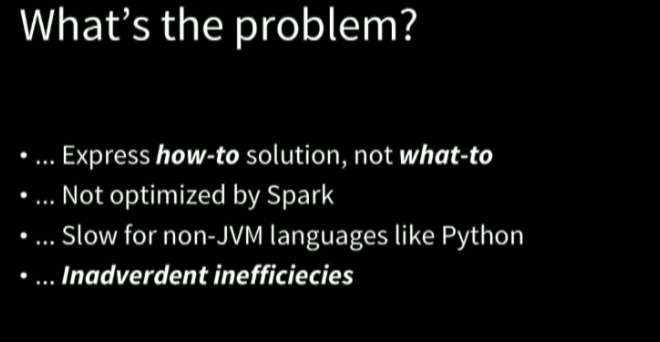 What's the problem?
• ... Express how-to solution, not what-to
• ... Not optimized by Spark
• ... Slow for non-JVM languages like Python
• ... Inadverdent inefficiecies